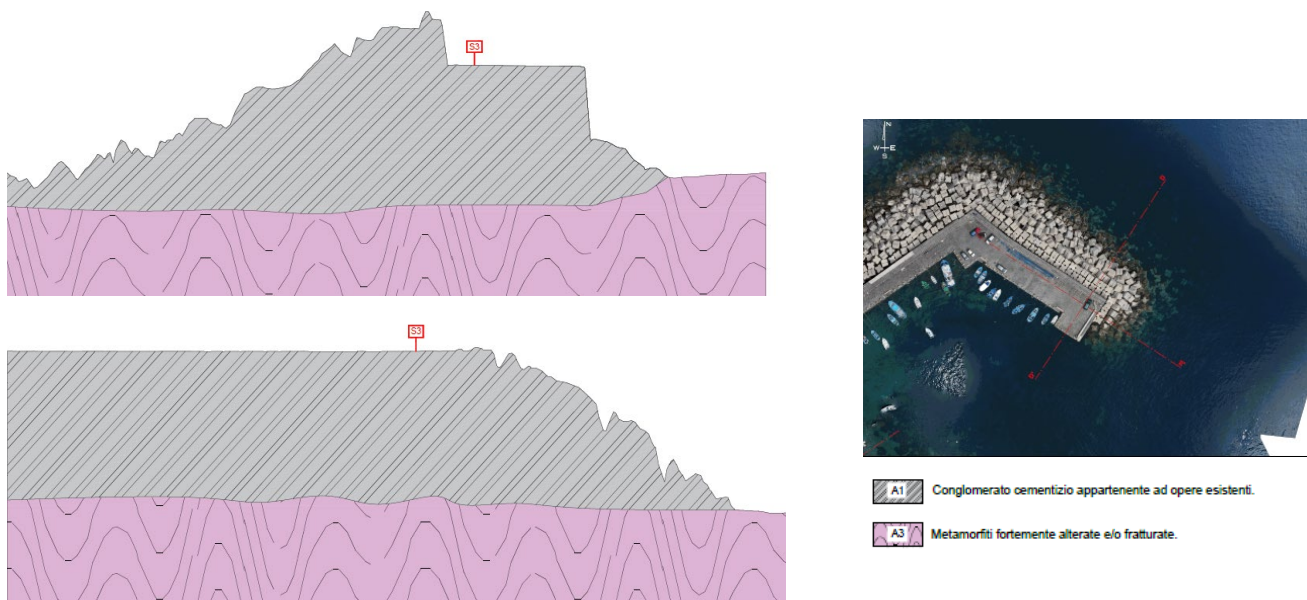 S3
S3
N
W E
S
A1 Conglomerato cementizio appartenente ad opere esistenti.
A3 Metamorfiti fortemente alterate e/o fratturate.